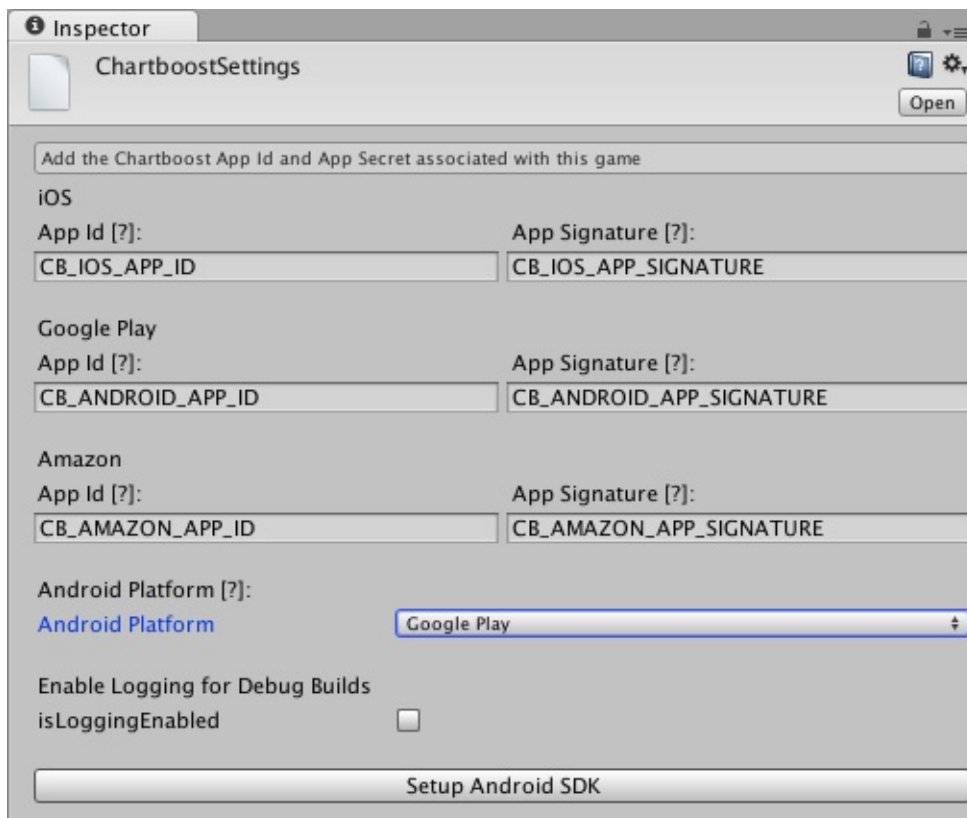 Inspector
ChartboostSettings
Open
Add the Chartboost App Id and App Secret associated with this game
iOS
App Id [?]: App Signature [?]:
CB_IOS_APP_ID CB_IOS_APP_SIGNATURE
Google Play
App Id [?]: App Signature [?]:
CB_ANDROID_APP_ID CB_ANDROID_APP_SIGNATURE
Amazon
App Id [?]: App Signature [?]:
CB_AMAZON_APP_ID CB_AMAZON_APP_SIGNATURE
Android Platform [?]:
Android Platform Google Play
Enable Logging for Debug Builds
isLoggingEnabled
Setup Android SDK